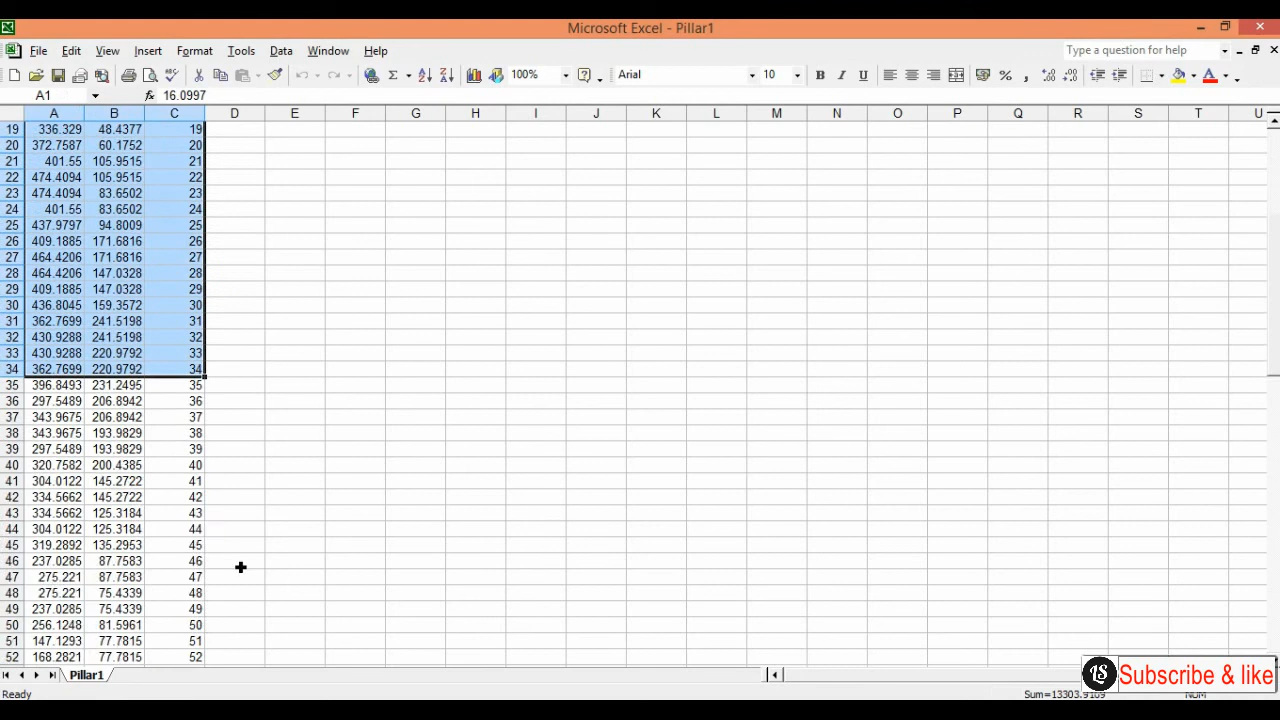 Microsoft Excel - Pillar1
File Edit View Insert Format Tools Data Window Help Type a question for help
100% Arial 10 B I U
A1 fx 16.0997
A B C D E F G H I J K L M N O P Q R S T U
19 336.329 48.4377 19
20 372.7587 60.1752 20
21 401.55 105.9515 21
22 474.4094 105.9515 22
23 474.4094 83.6502 23
24 401.55 83.6502 24
25 437.9797 94.8009 25
26 409.1885 171.6816 26
27 464.4206 171.6816 27
28 464.4206 147.0328 28
29 409.1885 147.0328 29
30 436.8045 159.3572 30
31 362.7699 241.5198 31
32 430.9288 241.5198 32
33 430.9288 220.9792 33
34 362.7699 220.9792 34
35 396.8493 231.2495 35
36 297.5489 206.8942 36
37 343.9675 206.8942 37
38 343.9675 193.9829 38
39 297.5489 193.9829 39
40 320.7582 200.4385 40
41 304.0122 145.2722 41
42 334.5662 145.2722 42
43 334.5662 125.3184 43
44 304.0122 125.3184 44
45 319.2892 135.2953 45
46 237.0285 87.7583 46
47 275.221 87.7583 47
48 275.221 75.4339 48
49 237.0285 75.4339 49
50 256.1248 81.5961 50
51 147.1293 77.7815 51
52 168.2821 77.7815 52
Pillar1
LS Subscribe & like
Ready